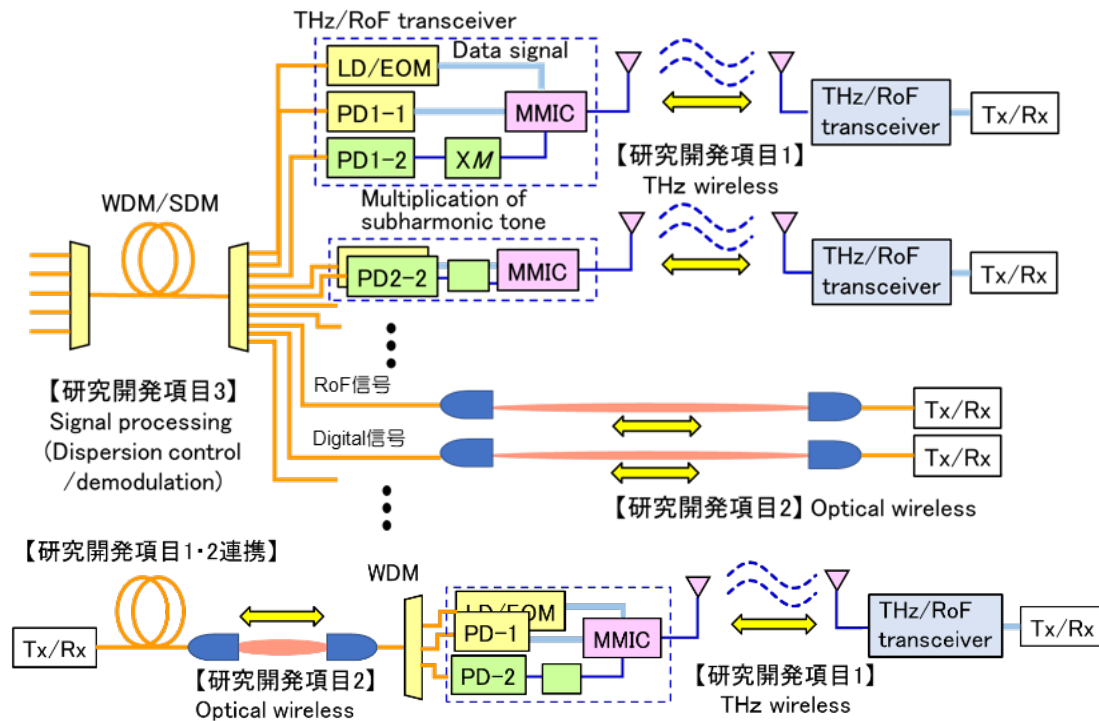 THz/RoF transceiver
LD/EOM
Data signal
PD1-1
MMIC
PD1-2
XM
THz/RoF
transceiver
Tx/Rx
【研究開発項目1】
THz wireless
WDM/SDM
Multiplication of
subharmonic tone
PD2-2
MMIC
THz/RoF
transceiver
Tx/Rx
【研究開発項目3】
Signal processing
(Dispersion control
/demodulation)
RoF信号
Tx/Rx
Digital信号
Tx/Rx
【研究開発項目2】Optical wireless
【研究開発項目1・2連携】
WDM
Tx/Rx
【研究開発項目2】
Optical wireless
LD/EOM
PD-1
MMIC
PD-2
THz/RoF
transceiver
Tx/Rx
【研究開発項目1】
THz wireless